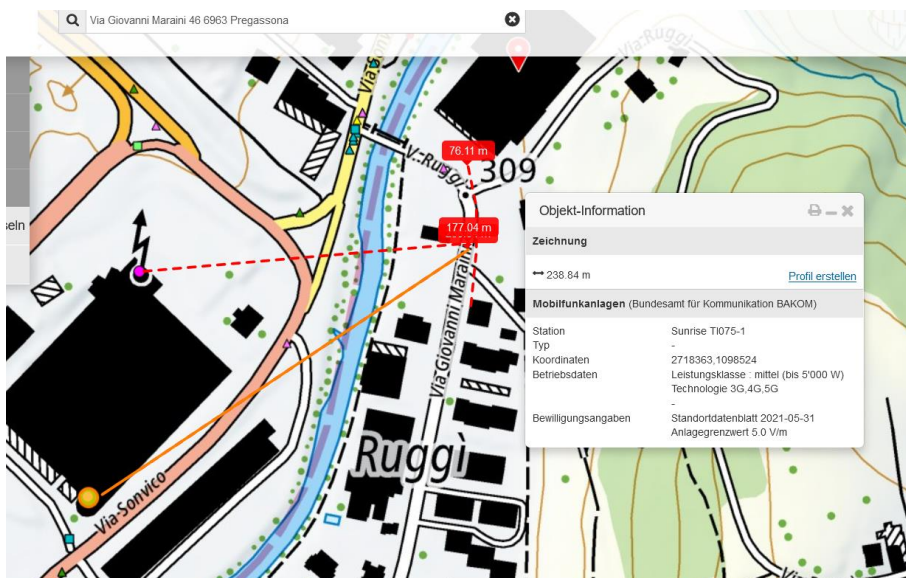 Via Giovanni Maraini 46 6963 Pregassona
Via Ruggì
V. Ruggì
76.11 m
309
177.04 m
Via Giovanni Maraini
Via-Sonvico
Ruggì
seln
Objekt-Information
Zeichnung
238.84 m
Profil erstellen
Mobilfunkanlagen (Bundesamt für Kommunikation BAKOM)
Station Sunrise TI075-1
Typ -
Koordinaten 2718363,1098524
Betriebsdaten Leistungsklasse : mittel (bis 5'000 W)
Technologie 3G,4G,5G
-
Bewilligungsangaben Standortdatenblatt 2021-05-31
Anlagegrenzwert 5.0 V/m